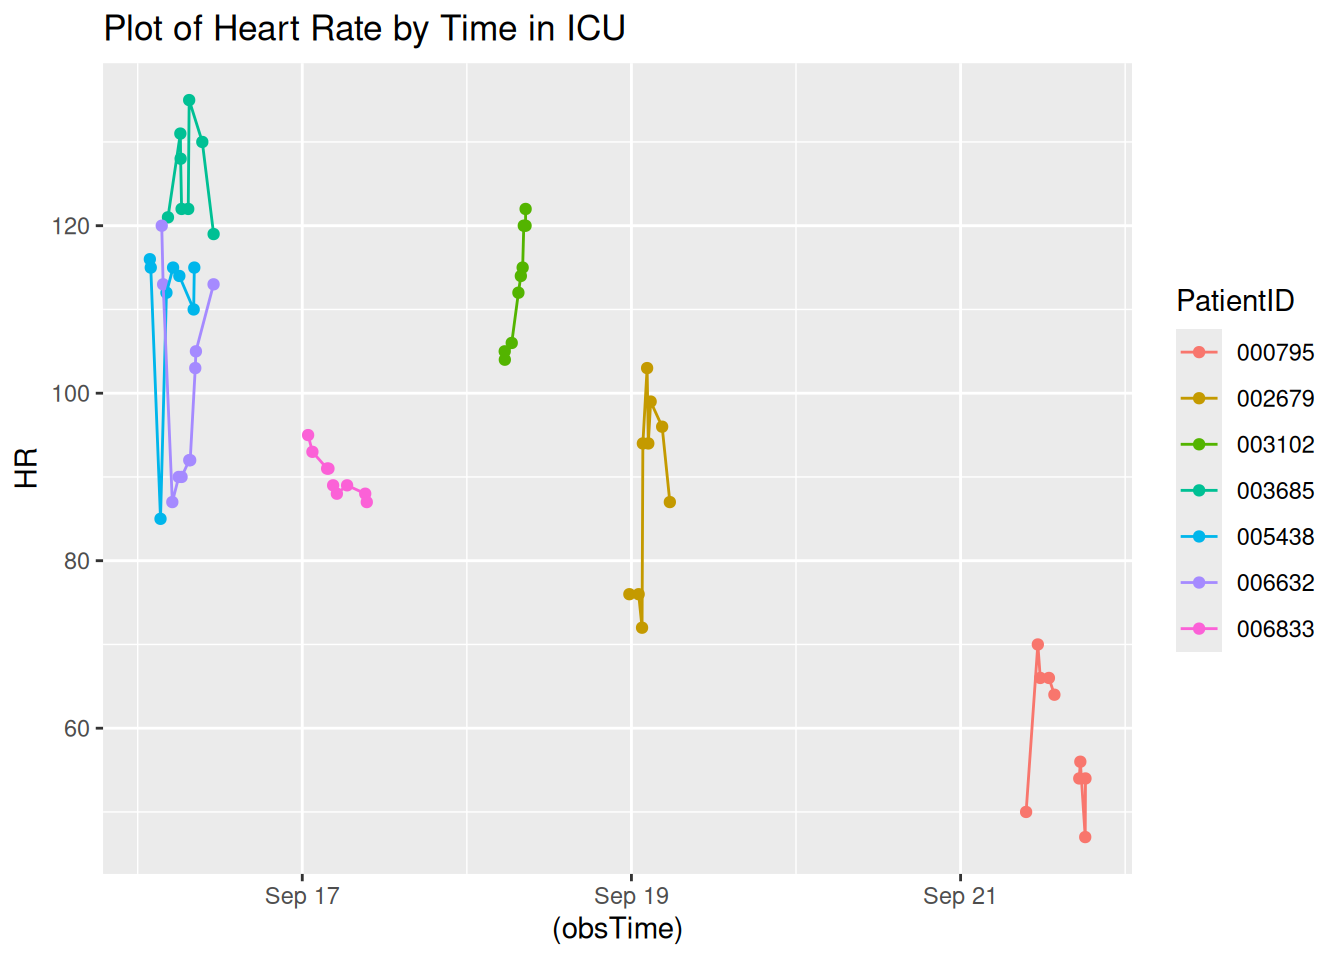 Plot of Heart Rate by Time in ICU
HR
120
100
80
60
Sep 17
Sep 19
Sep 21
(obsTime)
PatientID
000795
002679
003102
003685
005438
006632
006833